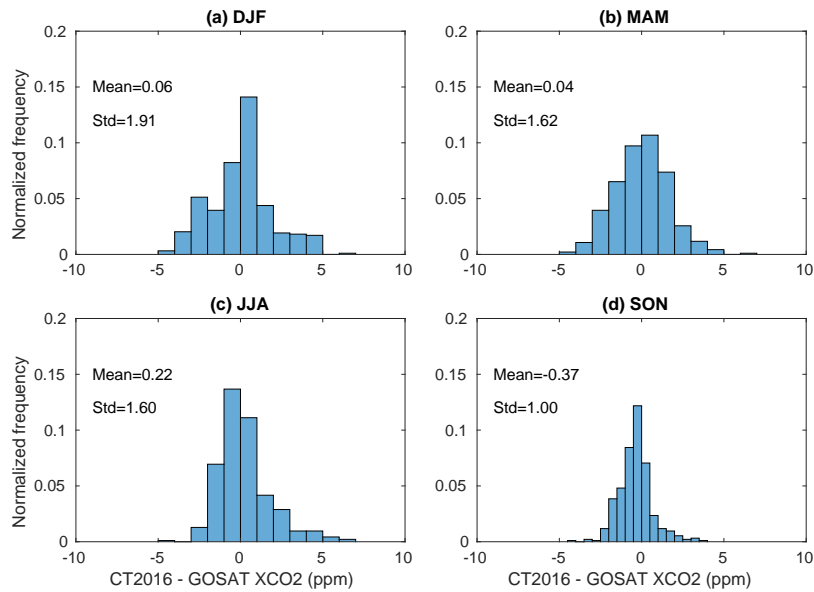 (a) DJF
0.2
0.15
0.1
0.05
0
Normalized frequency
Mean=0.06
Std=1.91
-10
-5
0
5
10
(b) MAM
0.2
0.15
0.1
0.05
0
Mean=0.04
Std=1.62
-10
-5
0
5
10
(c) JJA
0.2
0.15
0.1
0.05
0
Normalized frequency
Mean=0.22
Std=1.60
-10
-5
0
5
10
CT2016 - GOSAT XCO2 (ppm)
(d) SON
0.2
0.15
0.1
0.05
0
Mean=-0.37
Std=1.00
-10
-5
0
5
10
CT2016 - GOSAT XCO2 (ppm)